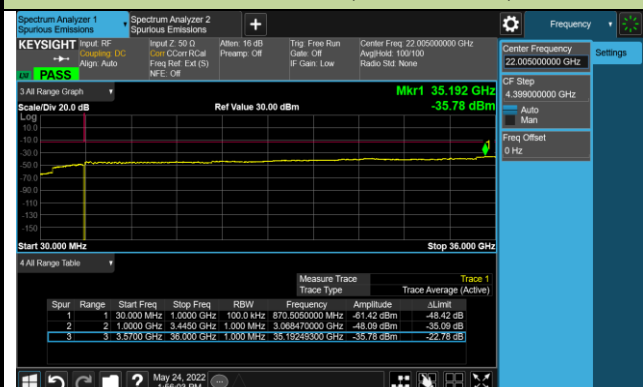 Spectrum Analyzer 1
Spurious Emissions
Spectrum Analyzer 2
Spurious Emissions
Frequency
KEYSIGHT
Input: RF
Coupling: DC
Align: Auto
Input Z: 50 Ω
Corr CCorr RCal
Freq Ref: Ext (S)
NFE: Off
Atten: 16 dB
Preamp: Off
Trig: Free Run
Gate: Off
IF Gain: Low
Center Freq: 22.005000000 GHz
Avg|Hold: 100/100
Radio Std: None
PASS
Center Frequency
22.005000000 GHz
Settings
CF Step
4.399000000 GHz
Auto
Man
Freq Offset
0 Hz
3 All Range Graph
Mkr1 35.192 GHz
Scale/Div 20.0 dB
Ref Value 30.00 dBm
-35.78 dBm
Log
10.0
-10.0
-30.0
-50.0
-70.0
-90.0
-110
-130
-150
Start 30.000 MHz
Stop 36.000 GHz
4 All Range Table
Measure Trace Trace 1
Trace Type Trace Average (Active)
Spur Range Start Freq Stop Freq RBW Frequency Amplitude ΔLimit
1 1 30.000 MHz 1.0000 GHz 100.0 kHz 870.5050000 MHz -61.42 dBm -48.42 dB
2 2 1.0000 GHz 3.4450 GHz 1.000 MHz 3.068470000 GHz -48.09 dBm -35.09 dB
3 3 3.5700 GHz 36.000 GHz 1.000 MHz 35.19249300 GHz -35.78 dBm -22.78 dB
May 24, 2022